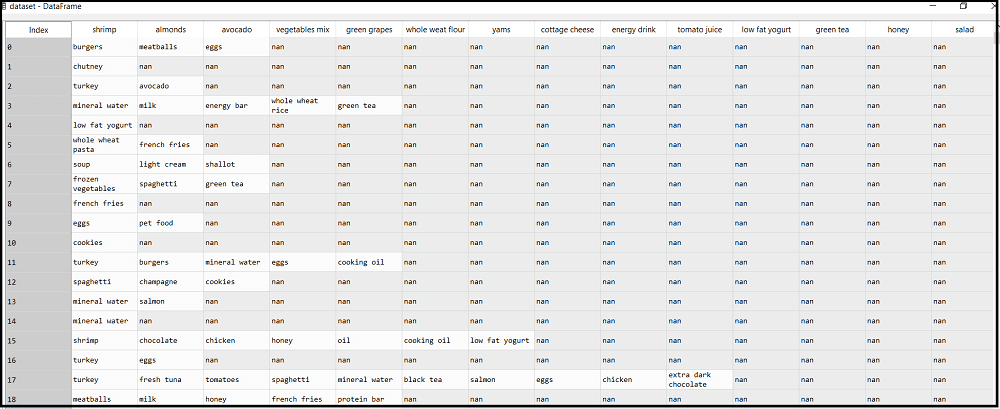 dataset - DataFrame
Index shrimp almonds avocado vegetables mix green grapes whole weat flour yams cottage cheese energy drink tomato juice low fat yogurt green tea honey salad
0 burgers meatballs eggs nan nan nan nan nan nan nan nan nan nan nan
1 chutney nan nan nan nan nan nan nan nan nan nan nan nan nan
2 turkey avocado nan nan nan nan nan nan nan nan nan nan nan nan
3 mineral water milk energy bar whole wheat rice green tea nan nan nan nan nan nan nan nan nan
4 low fat yogurt nan nan nan nan nan nan nan nan nan nan nan nan nan
5 whole wheat pasta french fries nan nan nan nan nan nan nan nan nan nan nan nan
6 soup light cream shallot nan nan nan nan nan nan nan nan nan nan nan
7 frozen vegetables spaghetti green tea nan nan nan nan nan nan nan nan nan nan nan
8 french fries nan nan nan nan nan nan nan nan nan nan nan nan nan
9 eggs pet food nan nan nan nan nan nan nan nan nan nan nan nan
10 cookies nan nan nan nan nan nan nan nan nan nan nan nan nan
11 turkey burgers mineral water eggs cooking oil nan nan nan nan nan nan nan nan nan
12 spaghetti champagne cookies nan nan nan nan nan nan nan nan nan nan nan
13 mineral water salmon nan nan nan nan nan nan nan nan nan nan nan nan
14 mineral water nan nan nan nan nan nan nan nan nan nan nan nan nan
15 shrimp chocolate chicken honey oil cooking oil low fat yogurt nan nan nan nan nan nan nan
16 turkey eggs nan nan nan nan nan nan nan nan nan nan nan nan
17 turkey fresh tuna tomatoes spaghetti mineral water black tea salmon eggs chicken extra dark chocolate nan nan nan nan
18 meatballs milk honey french fries protein bar nan nan nan nan nan nan nan nan nan